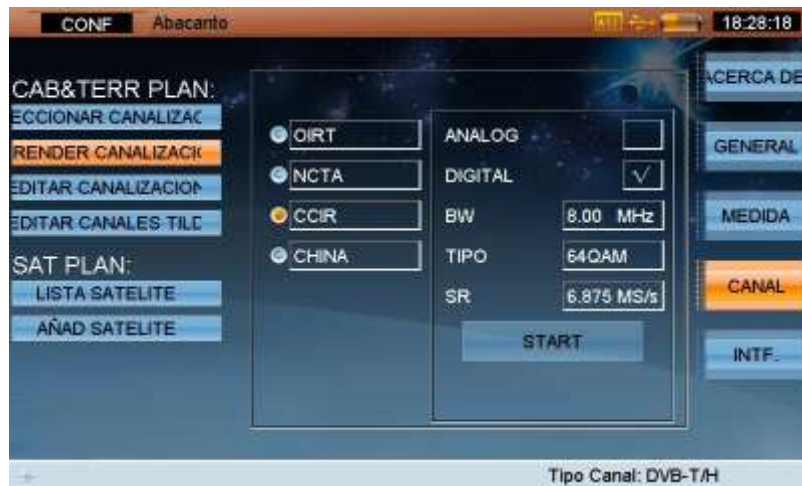 CONF Abacanto 18:28:18
CAB&TERR PLAN:
ECCIONAR CANALIZAC
RENDER CANALIZACI
EDITAR CANALIZACION
EDITAR CANALES TILD
SAT PLAN:
LISTA SATELITE
AÑAD SATELITE
OIRT
NCTA
CCIR
CHINA
ANALOG
DIGITAL √
BW 8.00 MHz
TIPO 64QAM
SR 6.875 MS/s
START
ACERCA DE
GENERAL
MEDIDA
CANAL
INTF.
Tipo Canal: DVB-T/H